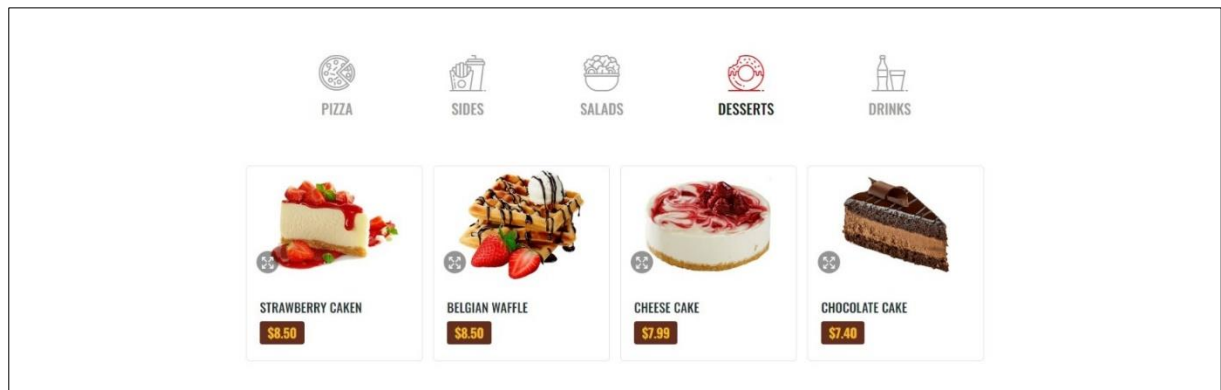 PIZZA SIDES SALADS DESSERTS DRINKS
STRAWBERRY CAKEN BELGIAN WAFFLE CHEESE CAKE CHOCOLATE CAKE
$8.50 $8.50 $7.99 $7.40